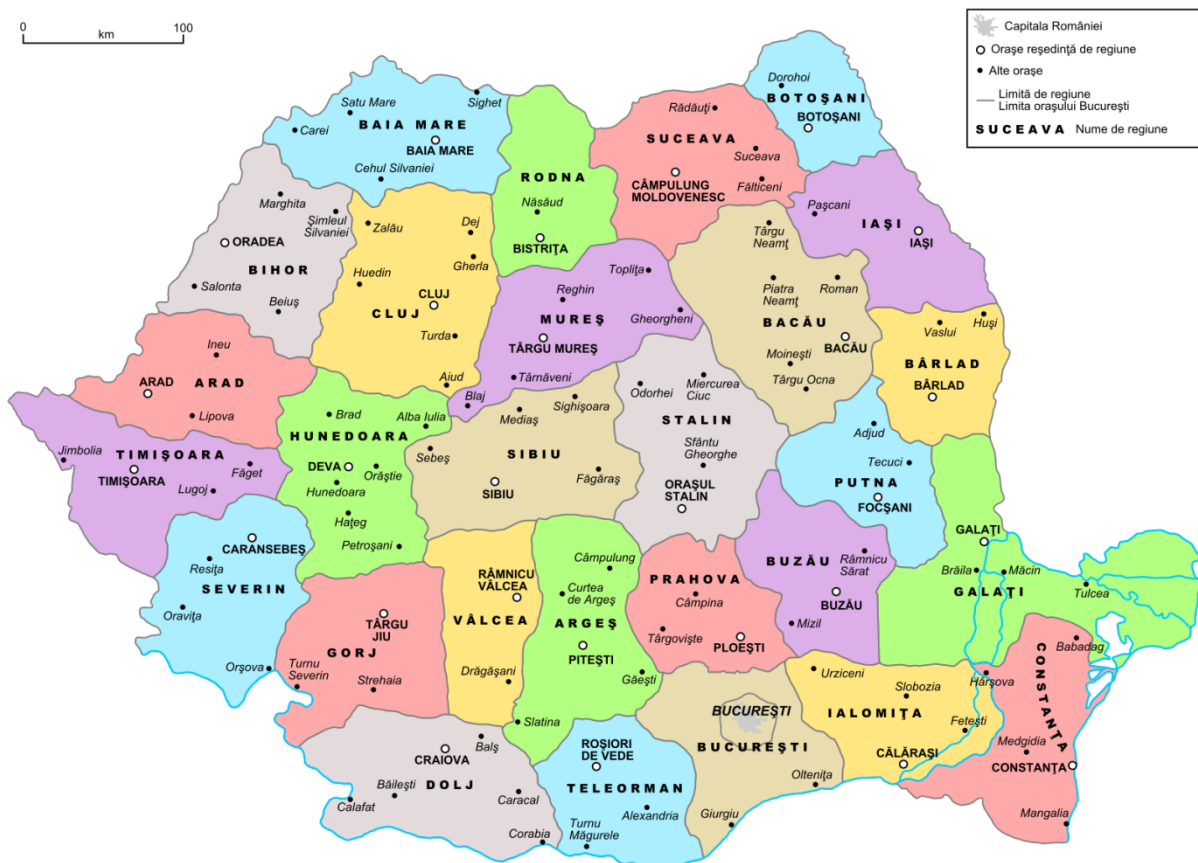 0
100
km
Capitala României
Orașe reședință de regiune
Alte orașe
Limită de regiune
Limita orașului București
SUCEAVA Nume de regiune
Dorohoi
BOTOŞANI
BOTOŞANI
Satu Mare
Sighet
Carei
BAIA MARE
BAIA MARE
Cehul Silvaniei
Rădăuți
SUCEAVA
Suceava
CÂMPULUNG
MOLDOVENESC
Fălticeni
RODNA
Năsăud
BISTRIȚA
Marghita
Șimleul
Silvaniei
ORADEA
BIHOR
Salonta
Beiuș
Zalău
Dej
Gherla
Huedin
CLUJ
CLUJ
Turda
Aiud
Pașcani
IAȘI
IAȘI
Târgu
Neamț
Piatra
Neamț
Roman
BACĂU
BACĂU
Moinești
Târgu Ocna
Toplița
Reghin
MUREȘ
Gheorgheni
TÂRGU MUREȘ
Târnăveni
Blaj
Vaslui
Huși
BÂRLAD
BÂRLAD
Ineu
ARAD
ARAD
Lipova
Brad
Alba Iulia
HUNEDOARA
DEVA
Orăștie
Hunedoara
Hațeg
Petroșani
Sighișoara
Mediaș
Sebeș
SIBIU
Făgăraș
SIBIU
Odorhei
Miercurea
Ciuc
STALIN
Sfântu
Gheorghe
ORAȘUL
STALIN
Adjud
Tecuci
PUTNA
FOCȘANI
Jimbolia
TIMIȘOARA
TIMIȘOARA
Făget
Lugoj
CARANSEBEȘ
Resița
SEVERIN
Oravița
Orșova
TÂRGU
JIU
GORJ
Turnu
Severin
Strehaia
RÂMNICU
VÂLCEA
VÂLCEA
Drăgășani
Câmpulung
Curtea
de Argeș
ARGEȘ
PITEȘTI
Găești
Slatina
PRAHOVA
Câmpina
Târgoviște
PLOEȘTI
BUZĂU
Râmnicu
Sărat
BUZĂU
Mizil
GALAȚI
Brăila
Măcin
GALAȚI
Tulcea
Babadag
CONSTANȚA
Hârșova
Medgidia
CONSTANȚA
Mangalia
Urziceni
Slobozia
IALOMIȚA
Fetești
CĂLĂRAȘI
BUCUREȘTI
BUCUREȘTI
Oltenița
Giurgiu
ROȘIORI
DE VEDE
TELEORMAN
Alexandria
Turnu
Măgurele
CRAIOVA
Balș
Băilești
DOLJ
Calafat
Caracal
Corabia